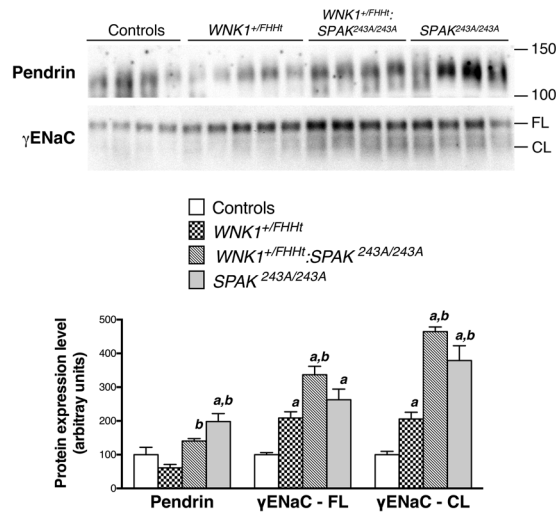 WNK1+/FHHt:
Controls WNK1+/FHHt SPAK243A/243A SPAK243A/243A
150
Pendrin
100
γENaC
FL
CL
Controls
WNK1+/FHHt
WNK1+/FHHt:SPAK 243A/243A
SPAK 243A/243A
Protein expression level
(arbitray units)
500
400
300
200
100
0
b
a,b
a
a,b
a
a
a,b
a,b
Pendrin γENaC - FL γENaC - CL